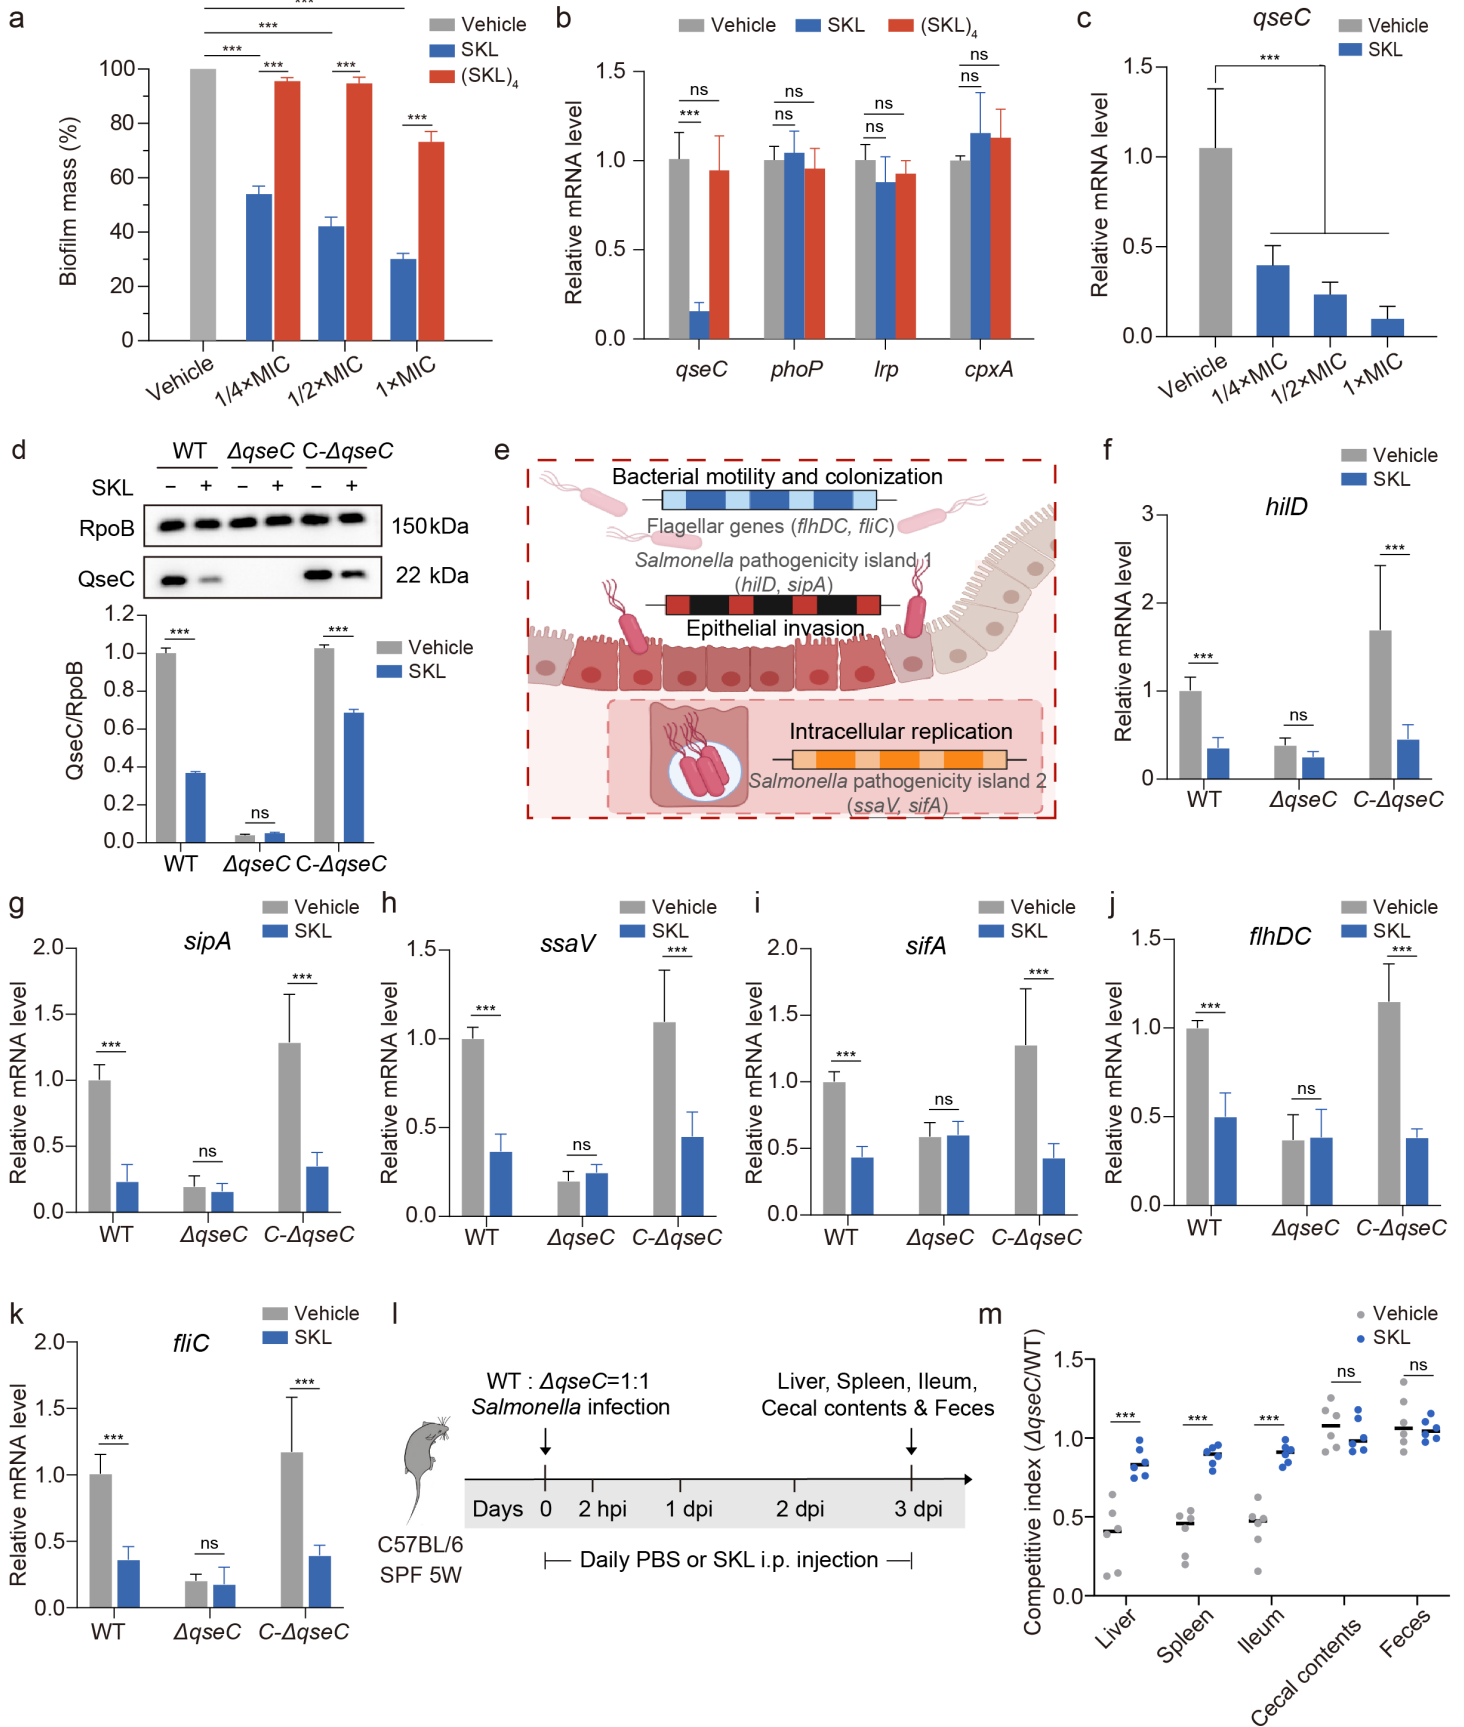 a
***
***
***
***
***
***
Vehicle
SKL
(SKL)4
Biofilm mass (%)
100
80
60
40
20
0
Vehicle
1/4×MIC
1/2×MIC
1×MIC
b
Vehicle
SKL
(SKL)4
Relative mRNA level
1.5
1.0
0.5
0.0
ns
***
ns
ns
ns
ns
ns
ns
qseC
phoP
lrp
cpxA
c
qseC
Vehicle
SKL
***
Relative mRNA level
1.5
1.0
0.5
0.0
Vehicle
1/4×MIC
1/2×MIC
1×MIC
d
WT ΔqseC C-ΔqseC
SKL − + − + − +
RpoB 150kDa
QseC 22 kDa
Vehicle
SKL
QseC/RpoB
1.2
1.0
0.8
0.6
0.4
0.2
0.0
***
ns
***
WT ΔqseC C-ΔqseC
e
Bacterial motility and colonization
Flagellar genes (flhDC, fliC)
Salmonella pathogenicity island 1
(hilD, sipA)
Epithelial invasion
Intracellular replication
Salmonella pathogenicity island 2
(ssaV, sifA)
f
Vehicle
SKL
hilD
Relative mRNA level
3
2
1
0
***
ns
***
WT ΔqseC C-ΔqseC
g
Vehicle
SKL
sipA
Relative mRNA level
2.0
1.5
1.0
0.5
0.0
***
ns
***
WT ΔqseC C-ΔqseC
h
Vehicle
SKL
ssaV
Relative mRNA level
1.5
1.0
0.5
0.0
***
ns
***
WT ΔqseC C-ΔqseC
i
Vehicle
SKL
sifA
Relative mRNA level
2.0
1.5
1.0
0.5
0.0
***
ns
***
WT ΔqseC C-ΔqseC
j
Vehicle
SKL
flhDC
Relative mRNA level
1.5
1.0
0.5
0.0
***
ns
***
WT ΔqseC C-ΔqseC
k
Vehicle
SKL
fliC
Relative mRNA level
2.0
1.5
1.0
0.5
0.0
***
ns
***
WT ΔqseC C-ΔqseC
l
WT : ΔqseC=1:1
Salmonella infection
Liver, Spleen, Ileum,
Cecal contents & Feces
Days 0 2 hpi 1 dpi 2 dpi 3 dpi
C57BL/6
SPF 5W
Daily PBS or SKL i.p. injection
m
Vehicle
SKL
Competitive index (ΔqseC/WT)
1.5
1.0
0.5
0.0
***
***
***
ns
ns
Liver
Spleen
Ileum
Cecal contents
Feces